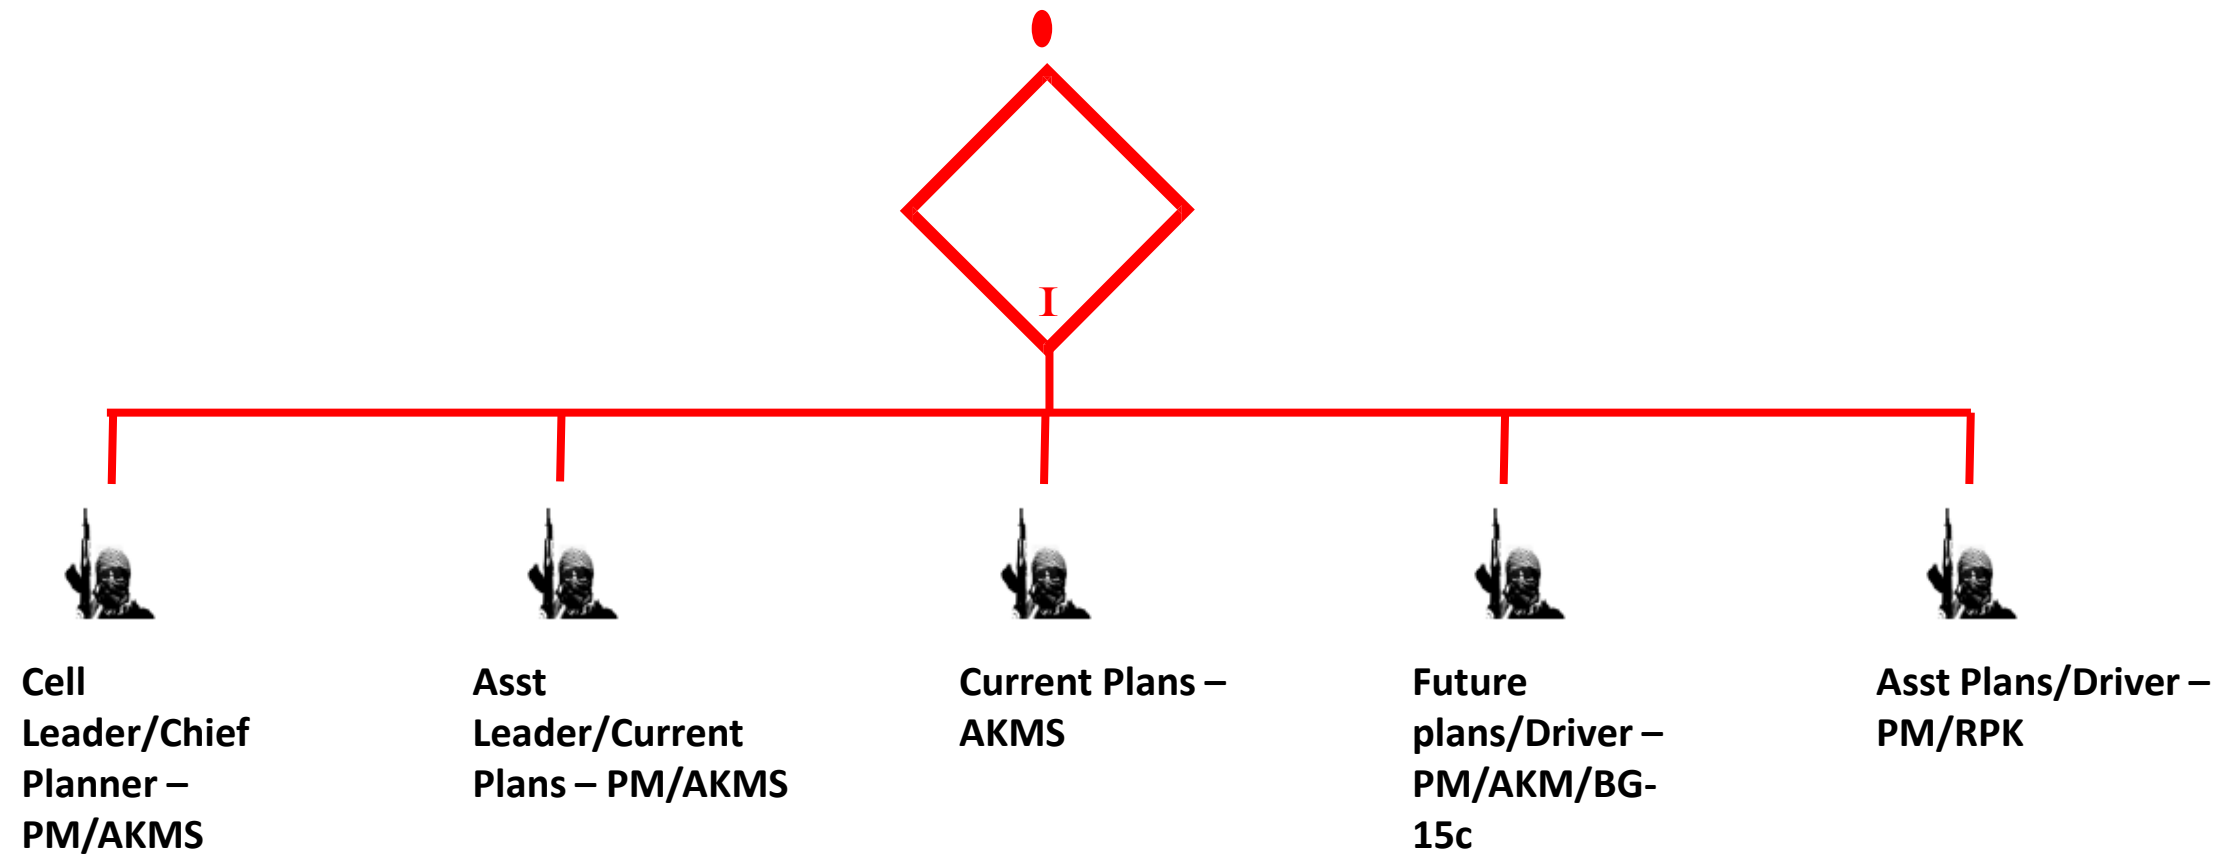 I
Cell
Leader/Chief
Planner –
PM/AKMS
Asst
Leader/Current
Plans – PM/AKMS
Current Plans –
AKMS
Future
plans/Driver –
PM/AKM/BG-
15c
Asst Plans/Driver –
PM/RPK